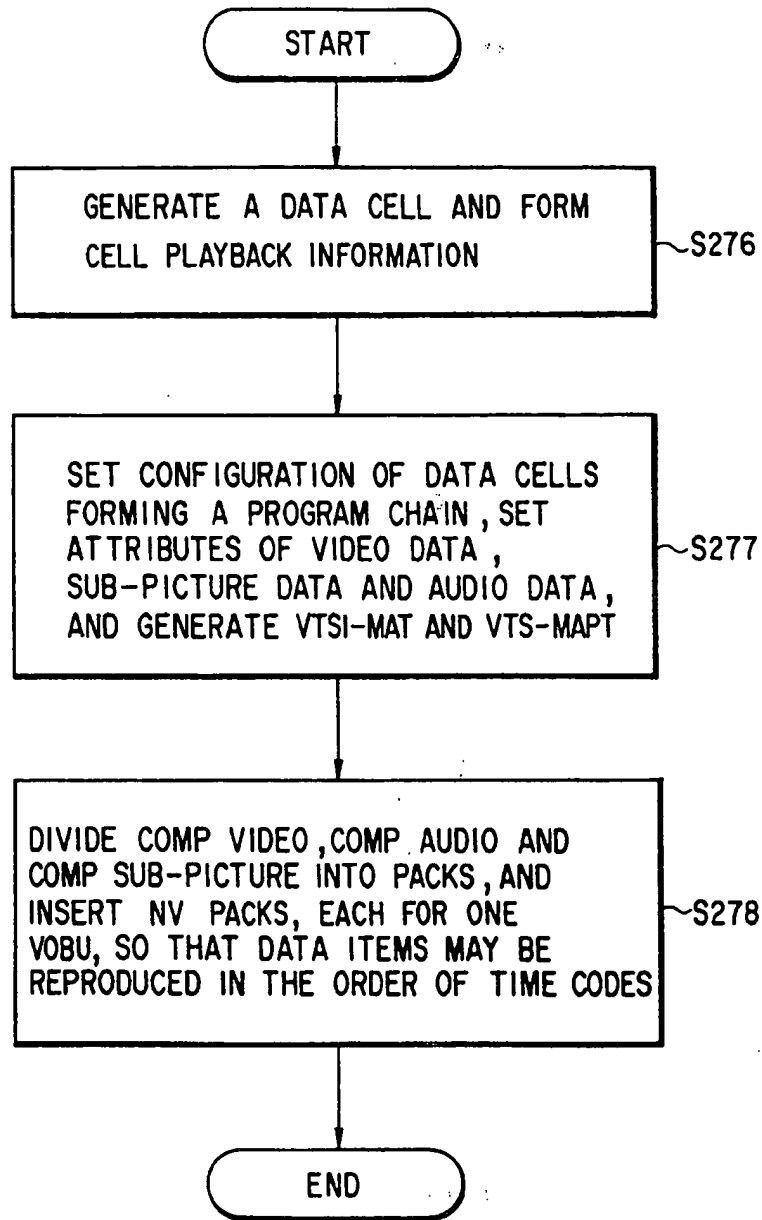 START
GENERATE A DATA CELL AND FORM
CELL PLAYBACK INFORMATION
S276
SET CONFIGURATION OF DATA CELLS
FORMING A PROGRAM CHAIN, SET
ATTRIBUTES OF VIDEO DATA,
SUB-PICTURE DATA AND AUDIO DATA,
AND GENERATE VTSI-MAT AND VTS-MAPT
S277
DIVIDE COMP VIDEO, COMP AUDIO AND
COMP SUB-PICTURE INTO PACKS, AND
INSERT NV PACKS, EACH FOR ONE
VOBU, SO THAT DATA ITEMS MAY BE
REPRODUCED IN THE ORDER OF TIME CODES
S278
END